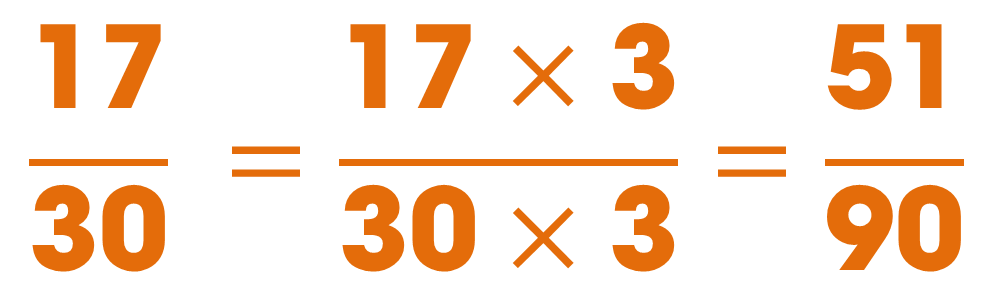 17 = 17 × 3 = 51
30 30 × 3 90